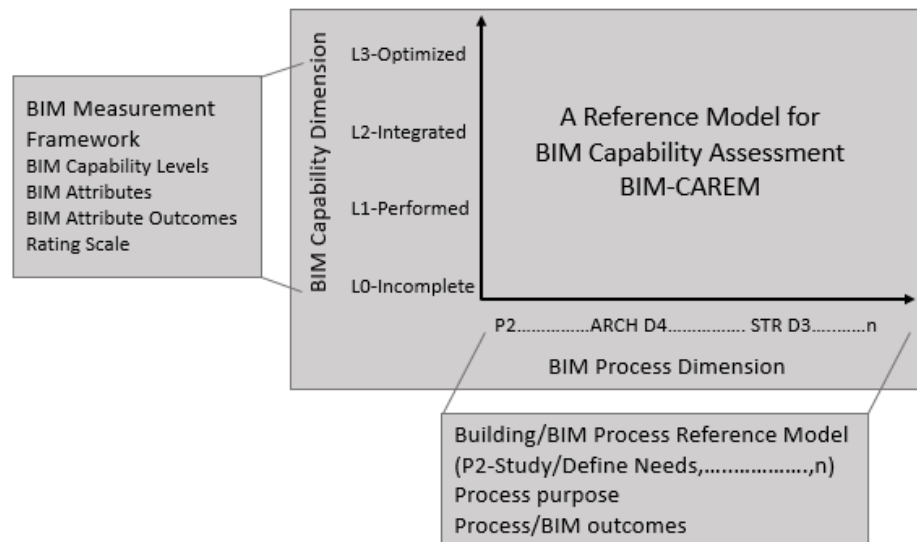 BIM Measurement
Framework
BIM Capability Levels
BIM Attributes
BIM Attribute Outcomes
Rating Scale
BIM Capability Dimension
L3-Optimized
L2-Integrated
L1-Performed
L0-Incomplete
A Reference Model for
BIM Capability Assessment
BIM-CAREM
P2...............ARCH D4............... STR D3..........n
BIM Process Dimension
Building/BIM Process Reference Model
(P2-Study/Define Needs,..................,n)
Process purpose
Process/BIM outcomes